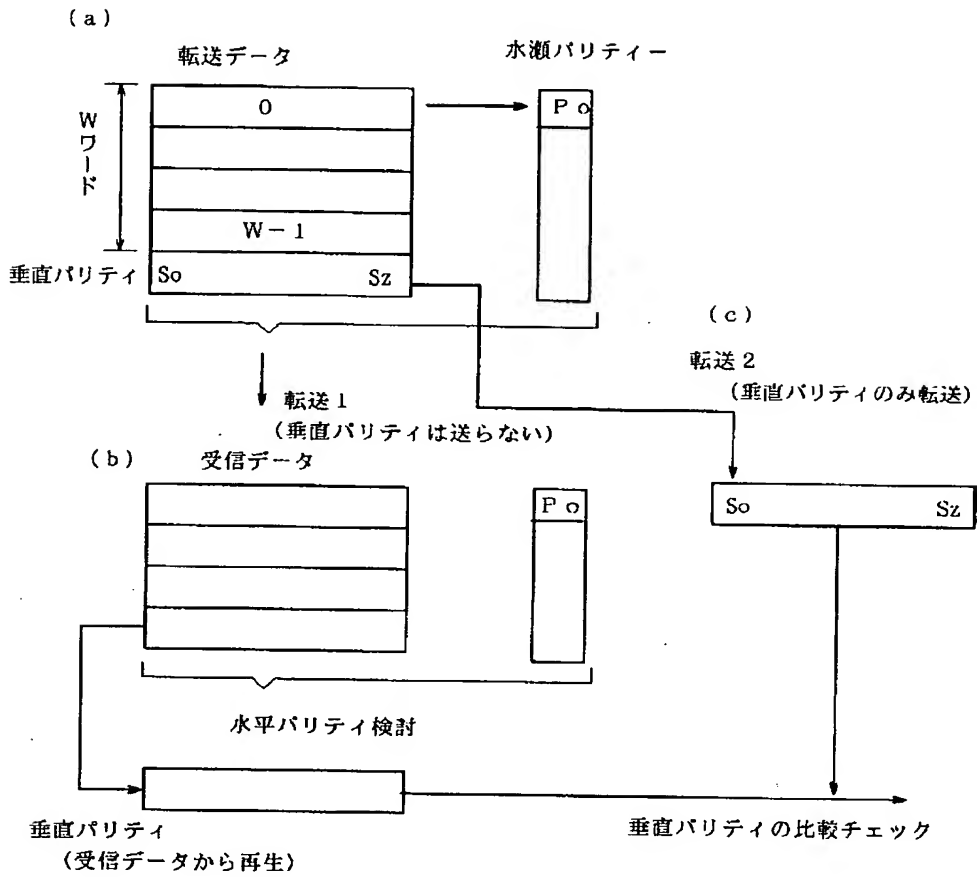 (a)
転送データ
水瀬パリティー
0
Po
Wワード
W-1
垂直パリティ
So
Sz
(c)
転送2
(垂直パリティのみ転送)
転送1
(垂直パリティは送らない)
(b)
受信データ
Po
So
Sz
水平パリティ検討
垂直パリティ
(受信データから再生)
垂直パリティの比較チェック